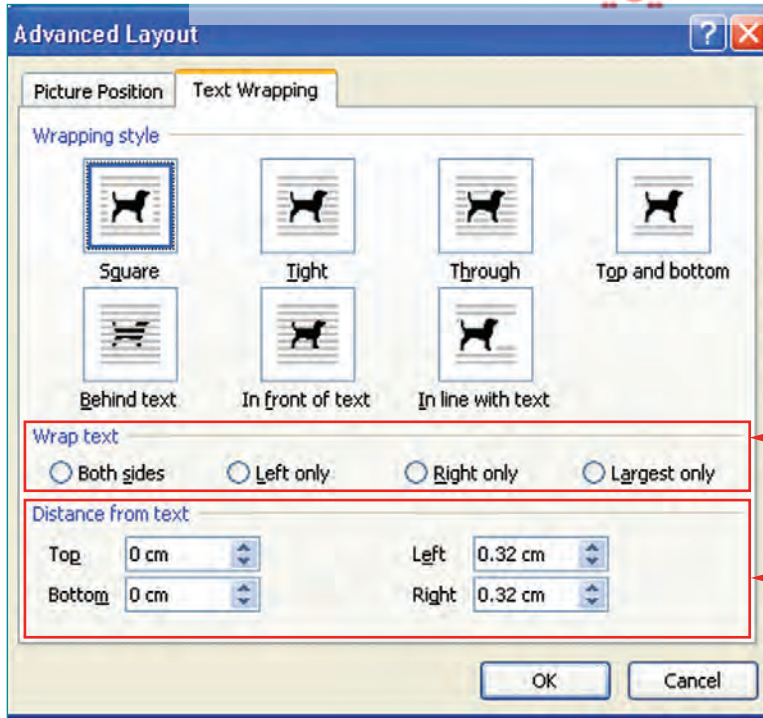 Advanced Layout
Picture Position Text Wrapping
Wrapping style
Square Tight Through Top and bottom
Behind text In front of text In line with text
Wrap text
Both sides Left only Right only Largest only
Distance from text
Top 0 cm Left 0.32 cm
Bottom 0 cm Right 0.32 cm
OK Cancel